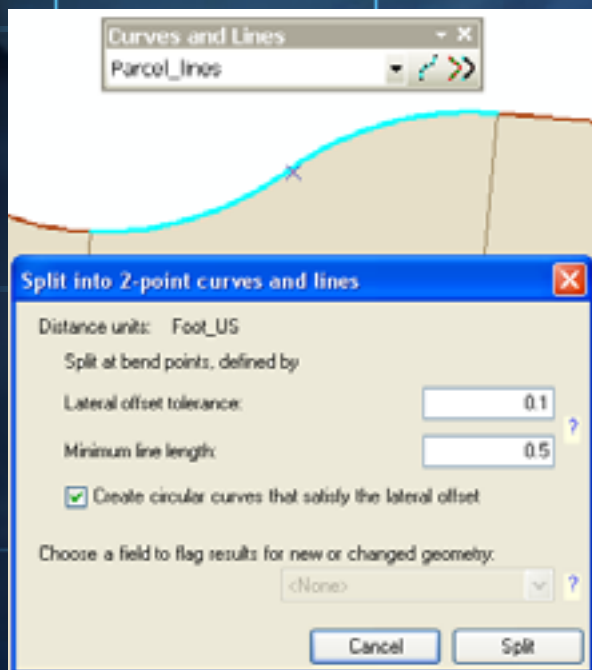 Curves and Lines
Parcel_lines
Split into 2-point curves and lines
Distance units: Foot_US
Split at bend points, defined by
Lateral offset tolerance: 0.1
?
Minimum line length: 0.5
Create circular curves that satisfy the lateral offset
Choose a field to flag results for new or changed geometry:
<None> ?
Cancel Split